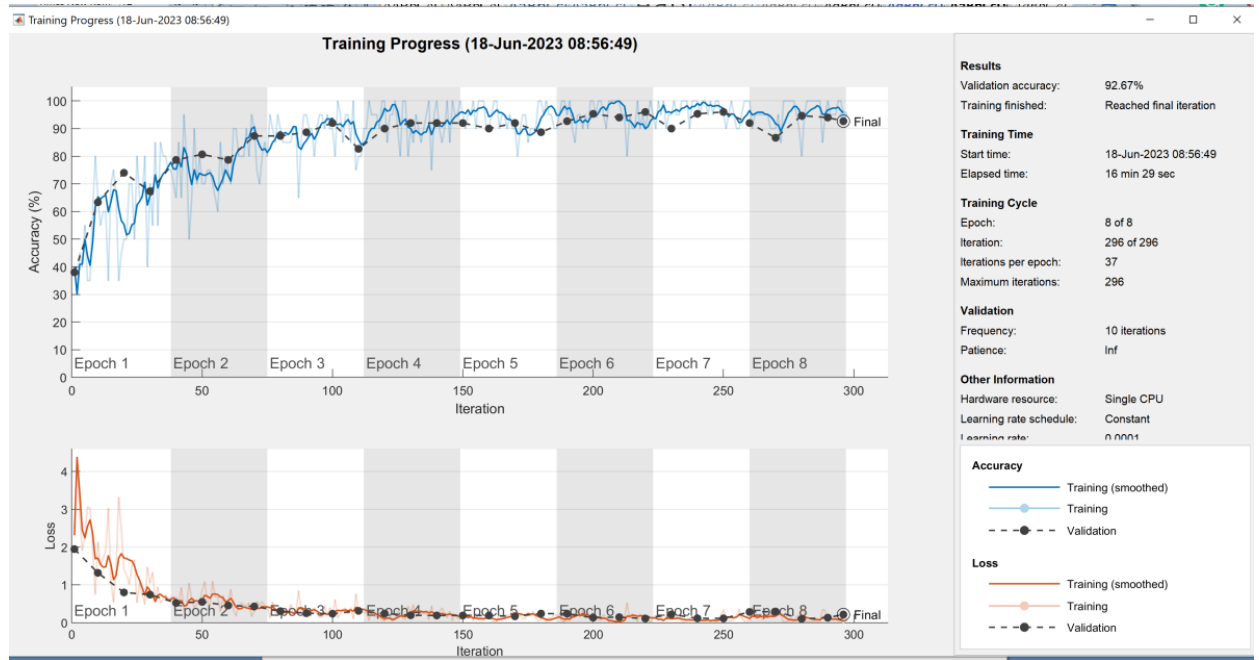 Training Progress (18-Jun-2023 08:56:49)
Training Progress (18-Jun-2023 08:56:49)
100
90
80
70
60
50
40
30
20
10
0
Accuracy (%)
Final
Epoch 1 Epoch 2 Epoch 3 Epoch 4 Epoch 5 Epoch 6 Epoch 7 Epoch 8
0 50 100 150 200 250 300
Iteration
4
3
2
1
0
Loss
Epoch 1 Epoch 2 Epoch 3 Epoch 4 Epoch 5 Epoch 6 Epoch 7 Epoch 8
Final
0 50 100 150 200 250 300
Iteration
Results
Validation accuracy: 92.67%
Training finished: Reached final iteration
Training Time
Start time: 18-Jun-2023 08:56:49
Elapsed time: 16 min 29 sec
Training Cycle
Epoch: 8 of 8
Iteration: 296 of 296
Iterations per epoch: 37
Maximum iterations: 296
Validation
Frequency: 10 iterations
Patience: Inf
Other Information
Hardware resource: Single CPU
Learning rate schedule: Constant
Learning rate: 0.0001
Accuracy
Training (smoothed)
Training
Validation
Loss
Training (smoothed)
Training
Validation